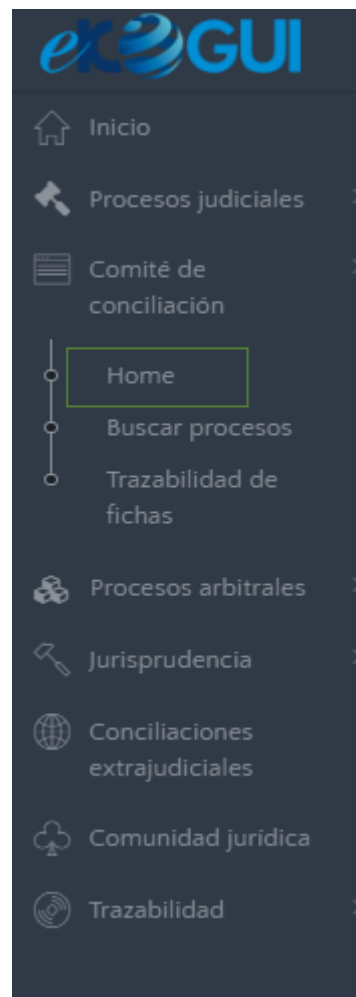 eKOGUI
Inicio
Procesos judiciales
Comité de
conciliación
Home
Buscar procesos
Trazabilidad de
fichas
Procesos arbitrales
Jurisprudencia
Conciliaciones
extrajudiciales
Comunidad jurídica
Trazabilidad